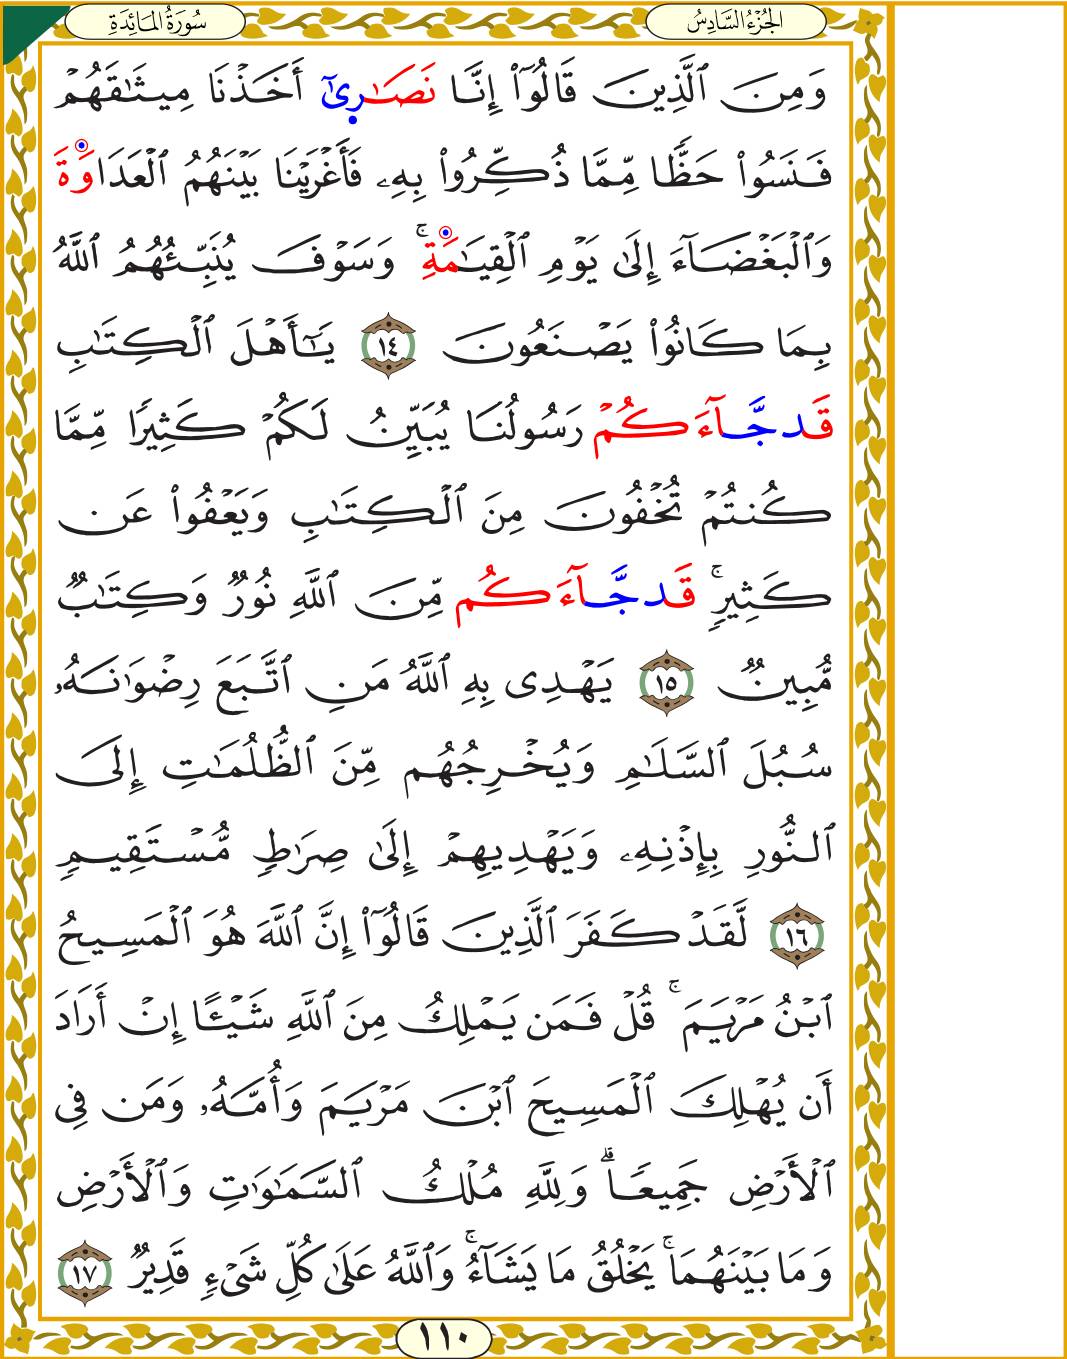 الجُزْءُ السَّادِسُ
سُورَةُ المَائِدَةِ
وَمِنَ ٱلَّذِينَ قَالُوٓاْ إِنَّا نَصَٰرِىٰٓ أَخَذْنَا مِيثَٰقَهُمْ
فَنَسُواْ حَظًّا مِّمَّا ذُكِّرُواْ بِهِۦ فَأَغْرَيْنَا بَيْنَهُمُ ٱلْعَدَاوَةَ
وَٱلْبَغْضَآءَ إِلَىٰ يَوْمِ ٱلْقِيَٰمَةِۚ وَسَوْفَ يُنَبِّئُهُمُ ٱللَّهُ
بِمَا كَانُواْ يَصْنَعُونَ ١٤ يَٰٓأَهْلَ ٱلْكِتَٰبِ
قَد جَّآءَكُمْ رَسُولُنَا يُبَيِّنُ لَكُمْ كَثِيرًا مِّمَّا
كُنتُمْ تُخْفُونَ مِنَ ٱلْكِتَٰبِ وَيَعْفُواْ عَن
كَثِيرٍۚ قَد جَّآءَكُم مِّنَ ٱللَّهِ نُورٌ وَكِتَٰبٌ
مُّبِينٌ ١٥ يَهْدِى بِهِ ٱللَّهُ مَنِ ٱتَّبَعَ رِضْوَٰنَهُۥ
سُبُلَ ٱلسَّلَٰمِ وَيُخْرِجُهُم مِّنَ ٱلظُّلُمَٰتِ إِلَى
ٱلنُّورِ بِإِذْنِهِۦ وَيَهْدِيهِمْ إِلَىٰ صِرَٰطٍ مُّسْتَقِيمٍ
١٦ لَّقَدْ كَفَرَ ٱلَّذِينَ قَالُوٓاْ إِنَّ ٱللَّهَ هُوَ ٱلْمَسِيحُ
ٱبْنُ مَرْيَمَۚ قُلْ فَمَن يَمْلِكُ مِنَ ٱللَّهِ شَيْـًٔا إِنْ أَرَادَ
أَن يُهْلِكَ ٱلْمَسِيحَ ٱبْنَ مَرْيَمَ وَأُمَّهُۥ وَمَن فِى
ٱلْأَرْضِ جَمِيعًاۗ وَلِلَّهِ مُلْكُ ٱلسَّمَٰوَٰتِ وَٱلْأَرْضِ
وَمَا بَيْنَهُمَاۚ يَخْلُقُ مَا يَشَآءُۚ وَٱللَّهُ عَلَىٰ كُلِّ شَىْءٍ قَدِيرٌ ١٧
١١٠